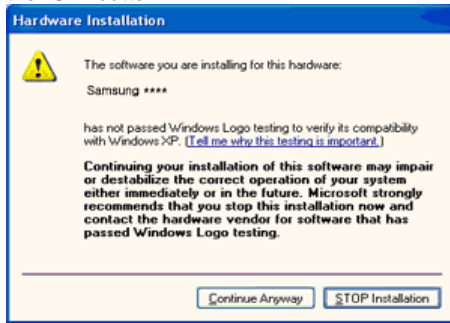 Hardware Installation
The software you are installing for this hardware:
Samsung ****
has not passed Windows Logo testing to verify its compatibility
with Windows XP. (Tell me why this testing is important.)
Continuing your installation of this software may impair
or destabilize the correct operation of your system
either immediately or in the future. Microsoft strongly
recommends that you stop this installation now and
contact the hardware vendor for software that has
passed Windows Logo testing.
Continue Anyway
STOP Installation